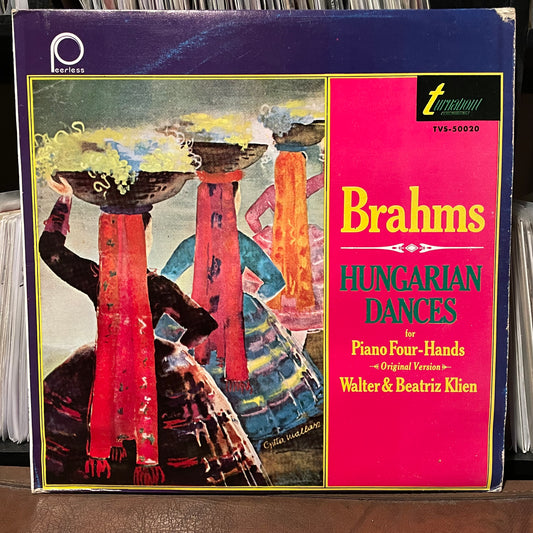 Peerless
turnabout
TVS-50020
Brahms
HUNGARIAN
DANCES
for
Piano Four-Hands
Original Version
Walter & Beatriz Klien